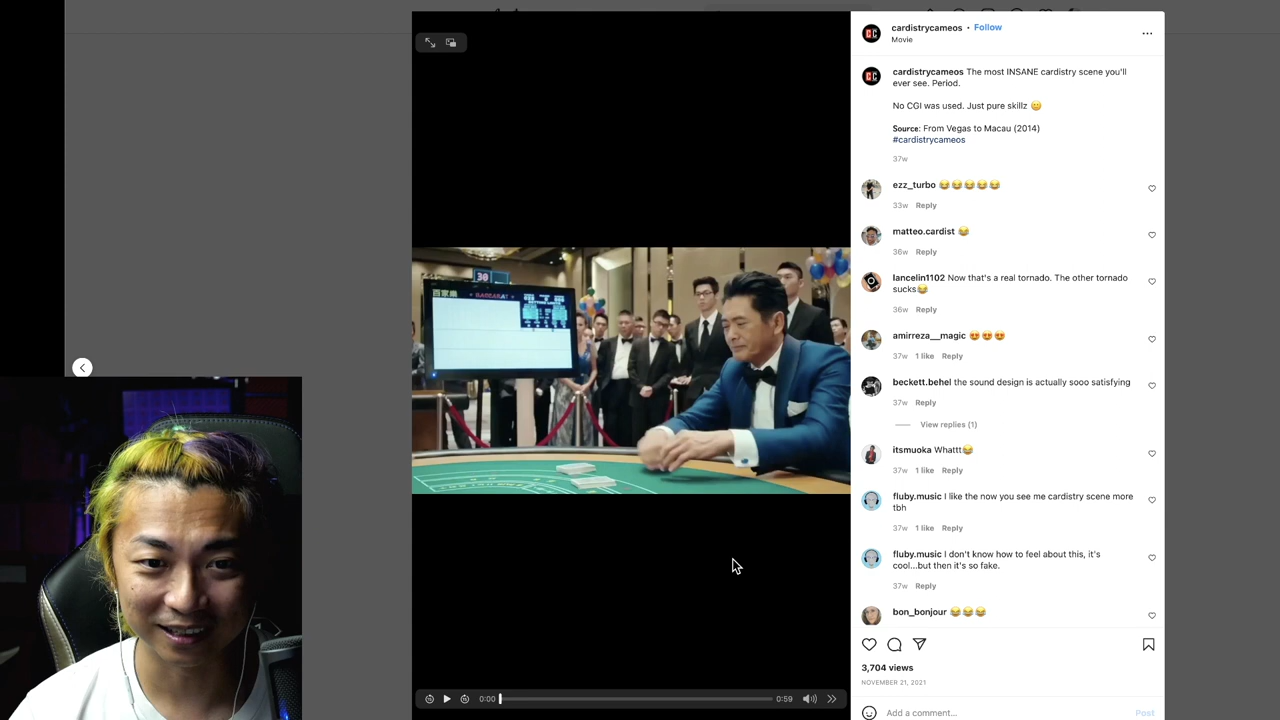 cardistrycameos • Follow
Movie
cardistrycameos The most INSANE cardistry scene you'll
ever see. Period.
No CGI was used. Just pure skillz 😊
Source: From Vegas to Macau (2014)
#cardistrycameos
37w
ezz_turbo 😂😂😂😂😂
33w Reply
matteo.cardist 😂
36w Reply
lancelin1102 Now that's a real tornado. The other tornado
sucks😂
36w Reply
amirreza__magic 😍😍😍
37w 1 like Reply
beckett.behel the sound design is actually sooo satisfying
37w Reply
View replies (1)
itsmuoka Whattt😂
37w 1 like Reply
fluby.music I like the now you see me cardistry scene more
tbh
37w 1 like Reply
fluby.music I don't know how to feel about this, it's
cool...but then it's so fake.
37w Reply
bon_bonjour 😂😂😂
3,704 views
NOVEMBER 21, 2021
Add a comment... Post
30
百家樂 BACCARAT
0:00 0:59